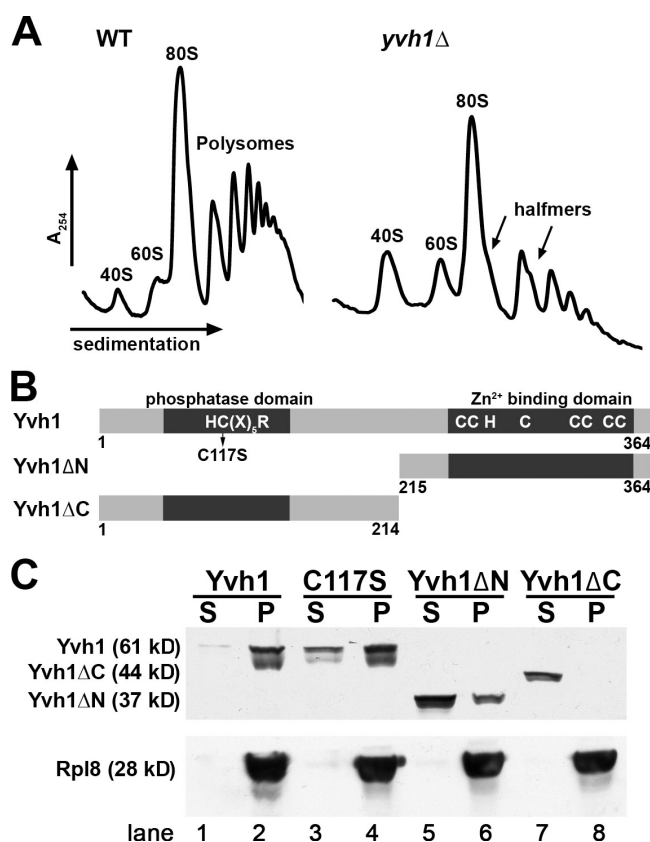 A
WT
yvh1Δ
80S
80S
Polysomes
halfmers
A254
40S
60S
40S
60S
sedimentation
B
phosphatase domain
Zn2+ binding domain
Yvh1
HC(X)5R
CC H C CC CC
1
C117S
364
Yvh1ΔN
215
364
Yvh1ΔC
1
214
C
Yvh1 C117S Yvh1ΔN Yvh1ΔC
S P S P S P S P
Yvh1 (61 kD)
Yvh1ΔC (44 kD)
Yvh1ΔN (37 kD)
Rpl8 (28 kD)
lane 1 2 3 4 5 6 7 8